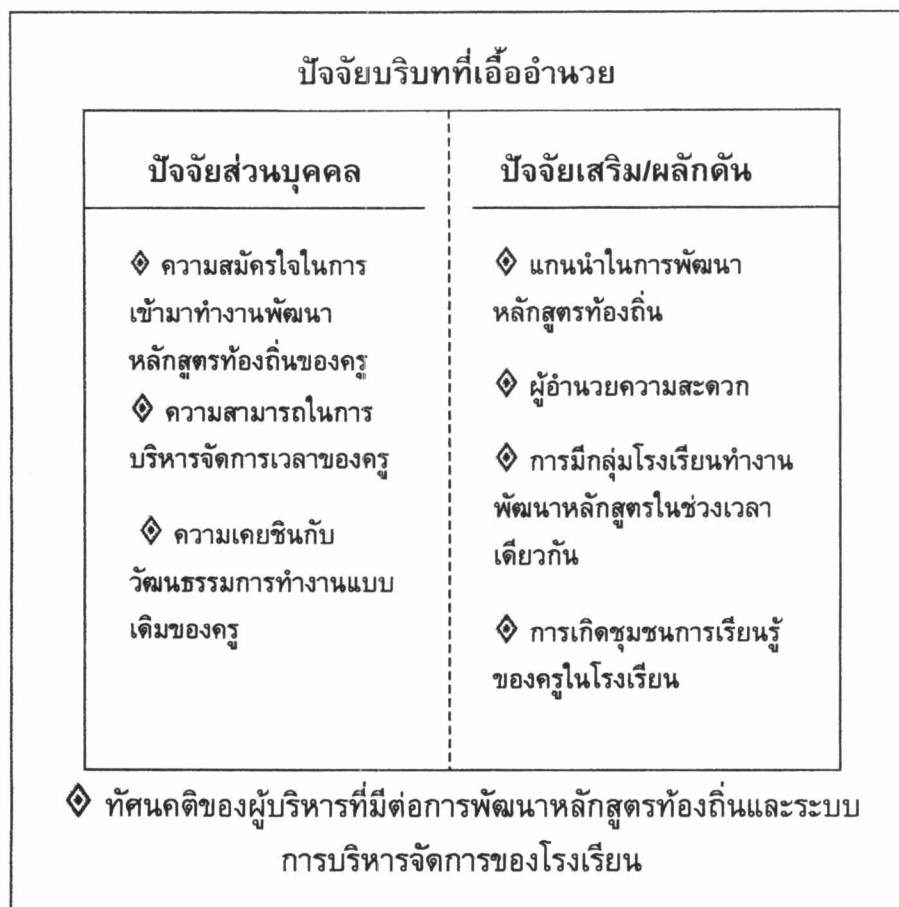 ปัจจัยบริบทที่เอื้ออำนวย
ปัจจัยส่วนบุคคล
ความสมัครใจในการ
เข้ามาทำงานพัฒนา
หลักสูตรท้องถิ่นของครู
ความสามารถในการ
บริหารจัดการเวลาของครู
ความเคยชินกับ
วัฒนธรรมการทำงานแบบ
เดิมของครู
ปัจจัยเสริม/ผลักดัน
แกนนำในการพัฒนา
หลักสูตรท้องถิ่น
ผู้อำนวยความสะดวก
การมีกลุ่มโรงเรียนทำงาน
พัฒนาหลักสูตรในช่วงเวลา
เดียวกัน
การเกิดชุมชนการเรียนรู้
ของครูในโรงเรียน
ทัศนคติของผู้บริหารที่มีต่อการพัฒนาหลักสูตรท้องถิ่นและระบบ
การบริหารจัดการของโรงเรียน